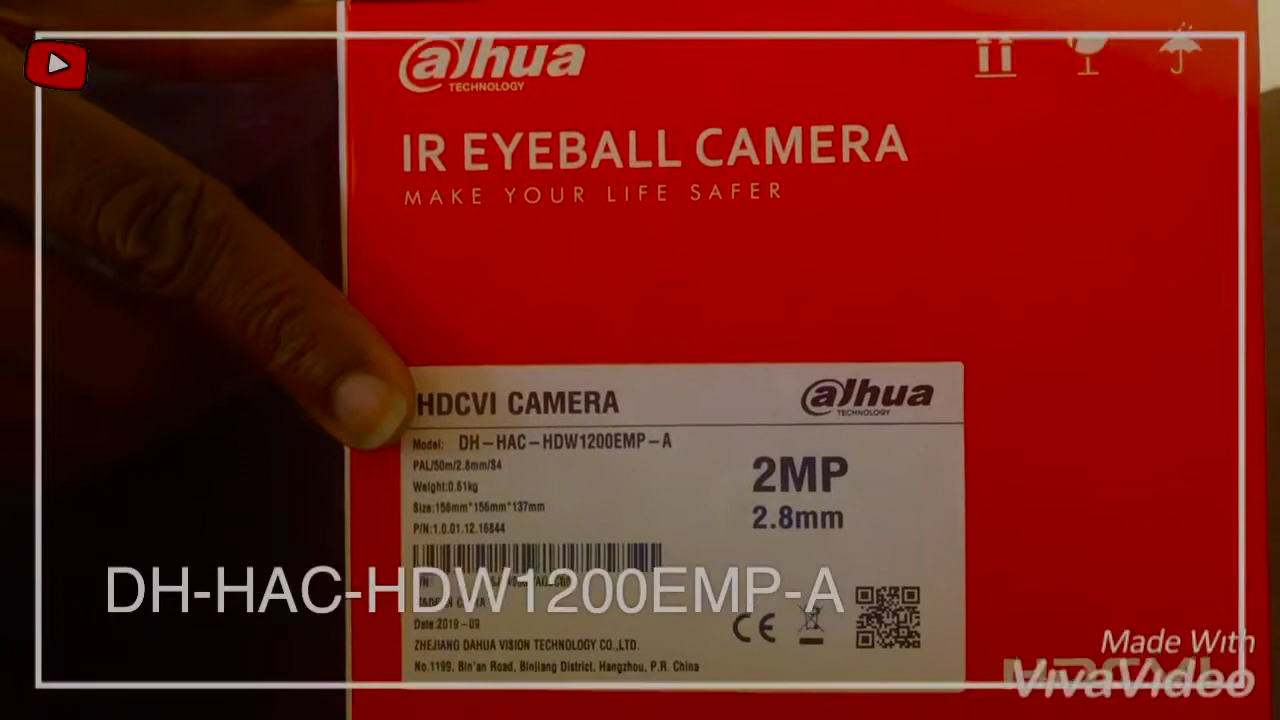 alhua
TECHNOLOGY
IR EYEBALL CAMERA
MAKE YOUR LIFE SAFER
HDCVI CAMERA
alhua
TECHNOLOGY
Model: DH-HAC-HDW1200EMP-A
PAL/50m/2.8mm/S4
Weight:0.61kg
Size:156mm*156mm*137mm
P/N:1.0.01.12.16844
2MP
2.8mm
DH-HAC-HDW1200EMP-A
Date:2019-09
ZHEJIANG DAHUA VISION TECHNOLOGY CO.,LTD.
No.1199, Bin'an Road, Binjiang District, Hangzhou, P.R. China
CE
Made With
VivaVideo